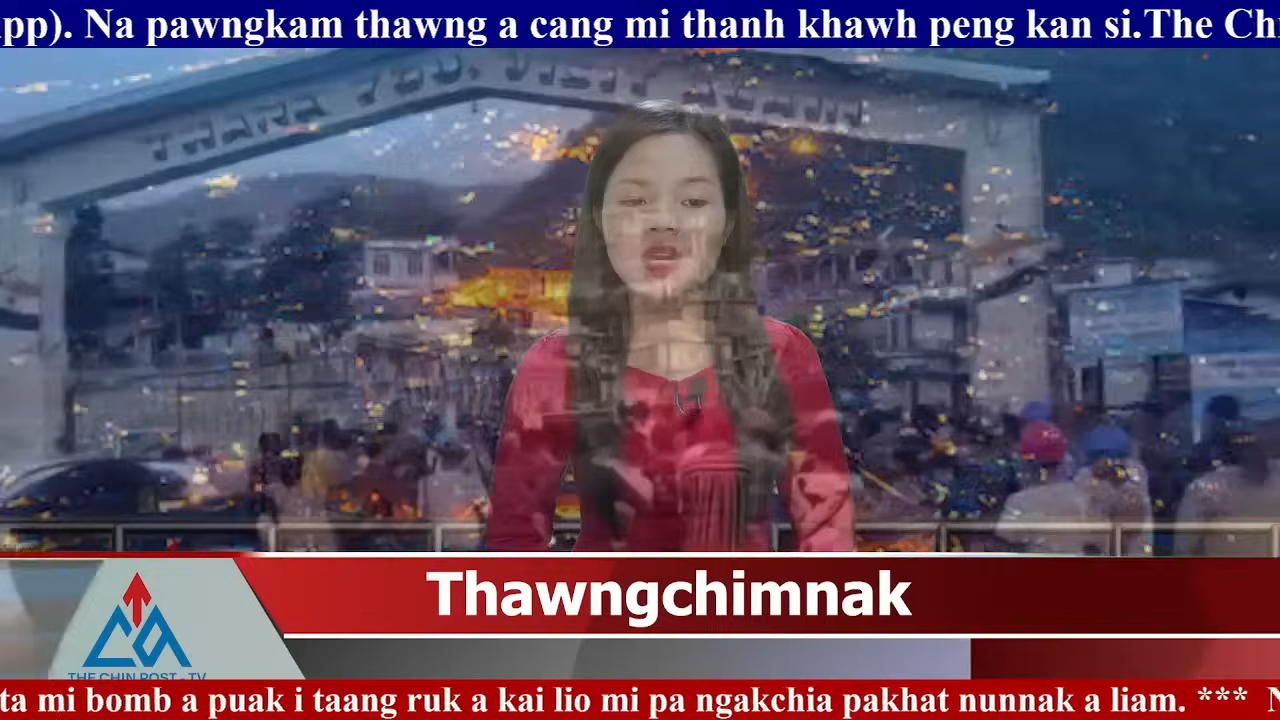 pp). Na pawngkam thawng a cang mi thanh khawh peng kan si.The Ch
Thawngchimnak
THE CHIN POST - TV
ta mi bomb a puak i taang ruk a kai lio mi pa ngakchia pakhat nunnak a liam. *** N